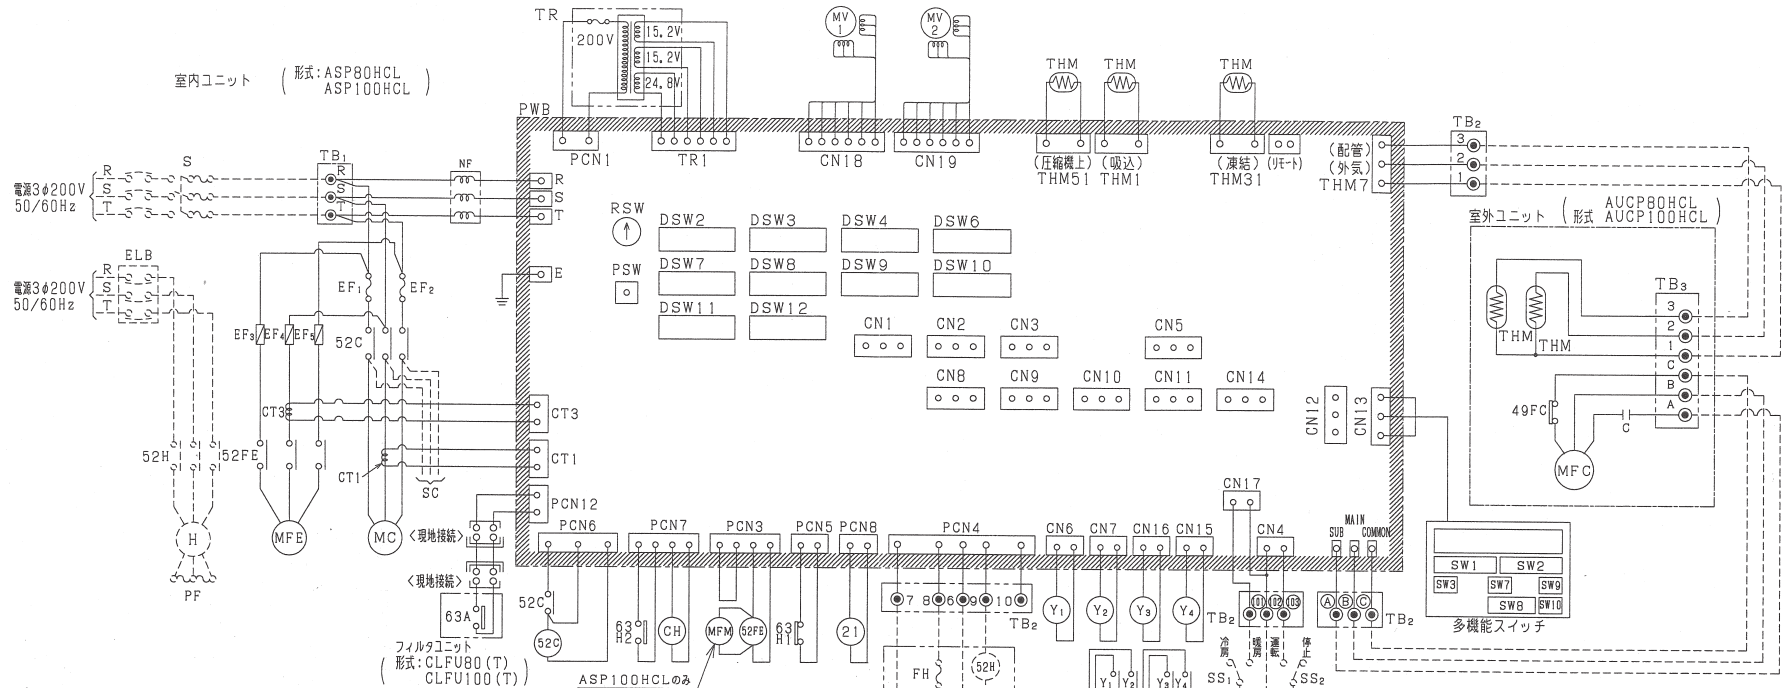 室内ユニット
形式:ASP80HCL
ASP100HCL
TR
200V
15.2V
15.2V
24.8V
MV
1
MV
2
PWB
PCN1
TR1
CN18
CN19
THM
THM
THM
(圧縮機上)
THM51
(吸込)
THM1
(凍結)
THM31
(リモート)
(配管)
(外気)
THM7
TB2
3
2
1
電源3φ200V
50/60Hz
R
S
T
S
TB1
R
S
T
NF
R
S
T
E
電源3φ200V
50/60Hz
R
S
T
ELB
EF1
EF2
EF3
EF4
EF5
52C
RSW
PSW
DSW2
DSW3
DSW4
DSW6
DSW7
DSW8
DSW9
DSW10
DSW11
DSW12
CN1
CN2
CN3
CN5
CN8
CN9
CN10
CN11
CN14
CN12
CN13
CT3
CT3
CT1
CT1
SC
52H
52FE
H
MFE
MC
PF
PCN12
<現地接続>
<現地接続>
63A
フィルタユニット
形式:CLFU80(T)
CLFU100(T)
PCN6
PCN7
PCN3
PCN5
PCN8
PCN4
CN6
CN7
CN16
CN15
CN17
CN4
SUB
MAIN
COMMON
52C
52C
63
H2
CH
MFM
52FE
63
H1
21
ASP100HCLのみ
7
8
6
9
10
TB2
FH
52H
Y1
Y2
Y3
Y4
Y1
Y2
Y3
Y4
101
102
103
TB2
冷房
暖房
運転
停止
SS1
SS2
A
B
C
TB2
SW1
SW2
SW3
SW7
SW9
SW8
SW10
多機能スイッチ
室外ユニット
形式
AUCP80HCL
AUCP100HCL
THM
THM
TB3
3
2
1
C
B
A
49FC
C
MFC